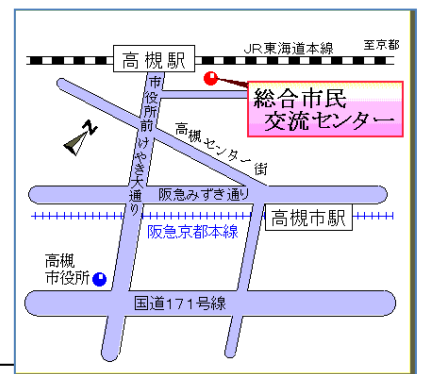 JR東海道本線
至京都
高槻駅
総合市民
交流センター
市役所前けやき大通り
高槻センター街
N
阪急みずき通り
高槻市駅
阪急京都本線
高槻
市役所
国道171号線